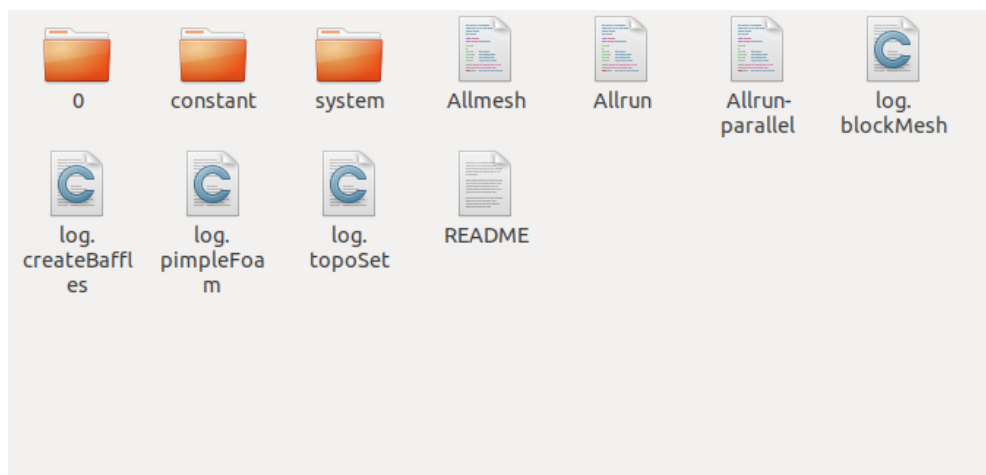 0
constant
system
Allmesh
Allrun
Allrun-
parallel
log.
blockMesh
log.
createBaffl
es
log.
pimpleFoa
m
log.
topoSet
README